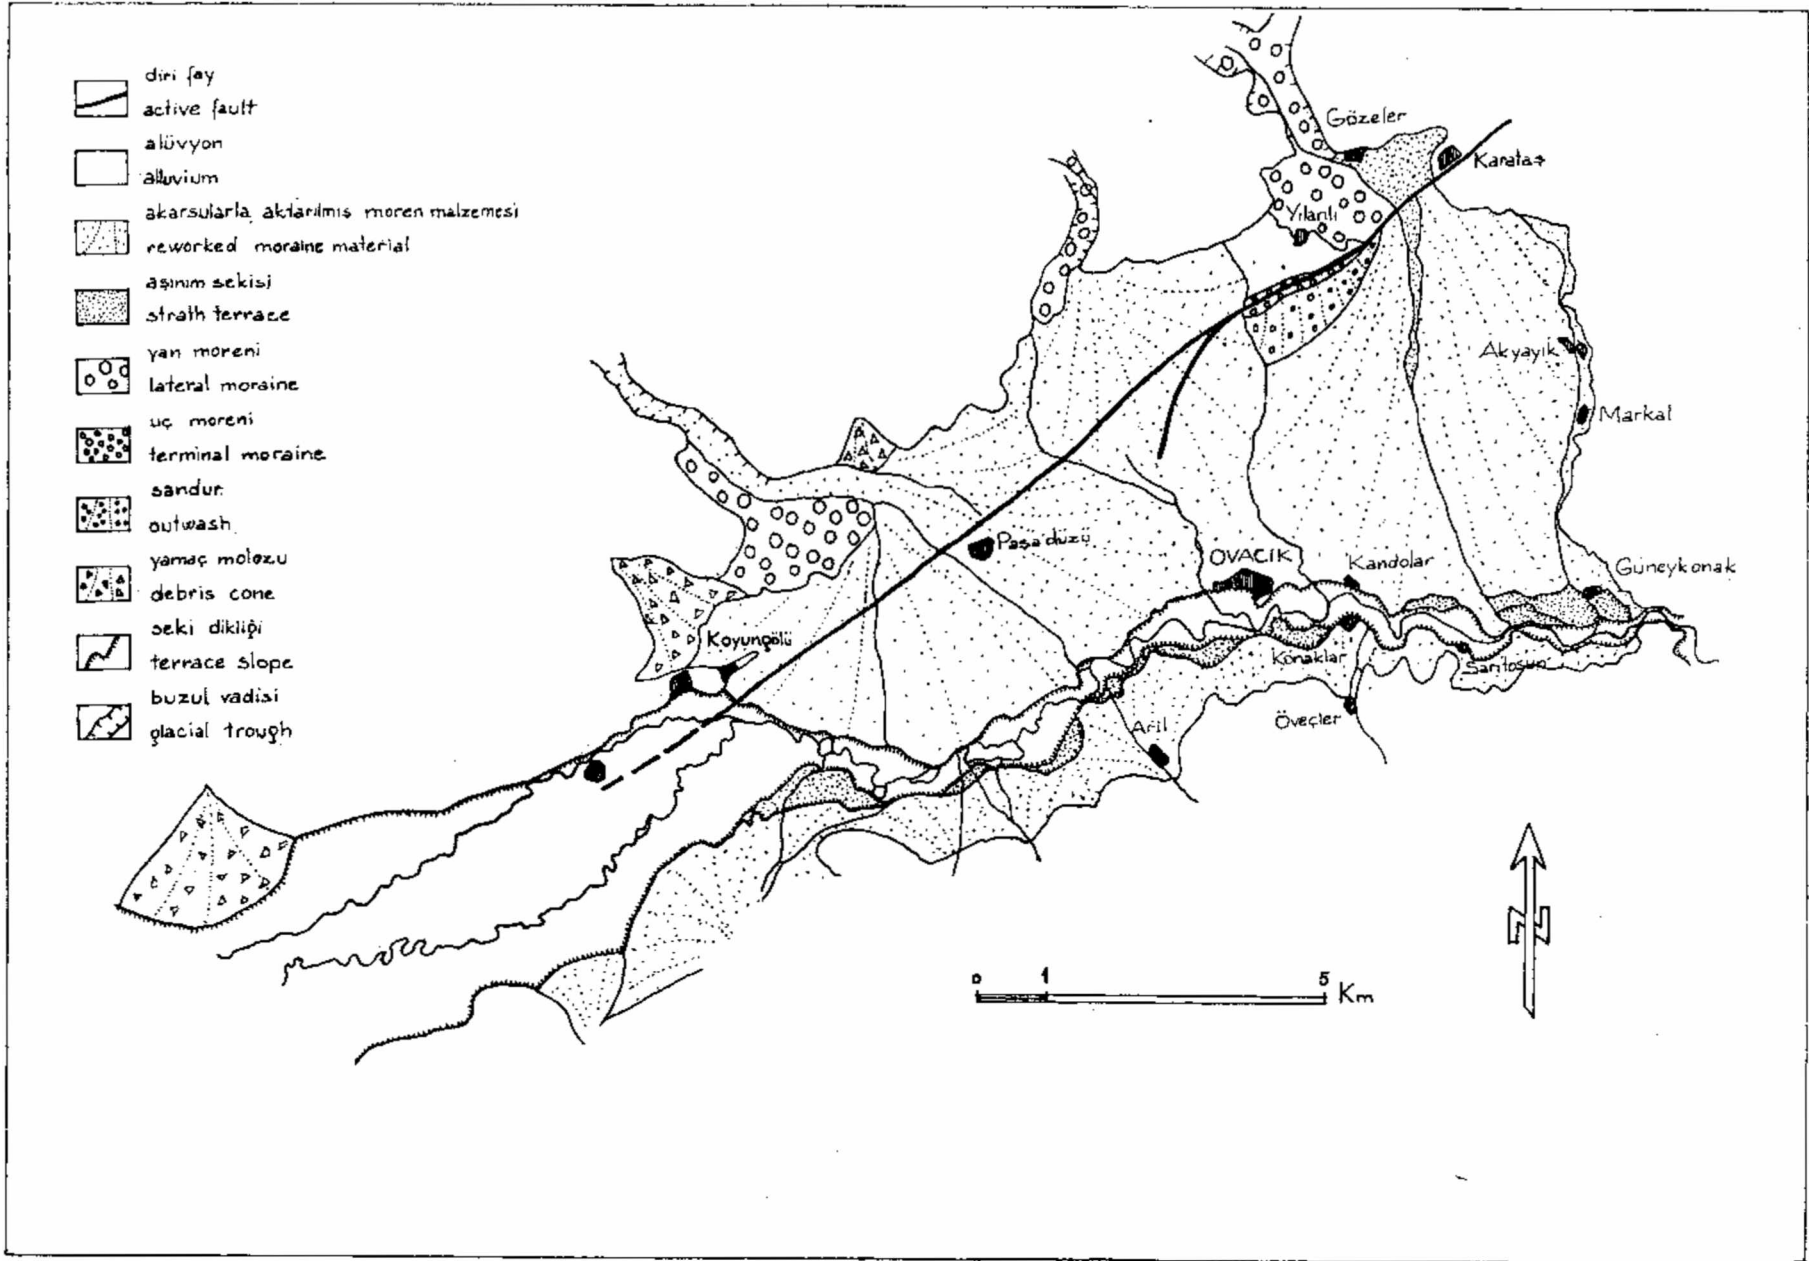 diri fay
active fault
alüvyon
alluvium
akarsularla aktarılmış moren malzemesi
reworked moraine material
aşınım sekisi
strath terrace
yan moreni
lateral moraine
uç moreni
terminal moraine
sandur
outwash
yamaç molozu
debris cone
seki dikliği
terrace slope
buzul vadisi
glacial trough
Gözeler
Karataş
Yılanlı
Akyayık
Markal
Paşadüzü
OVACIK
Kandolar
Güneykonak
Koyungölü
Konaklar
Sarıtosun
Aril
Öveçler
0 1 5
Km
N